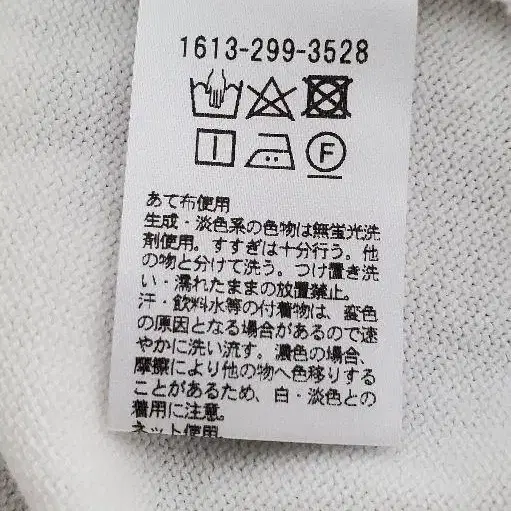 1613-299-3528
F
あて布使用
生成・淡色系の色物は無蛍光洗
剤使用。すすぎは十分行う。他
の物と分けて洗う。つけ置き洗
い・濡れたままの放置禁止。
汗・飲料水等の付着物は、変色
の原因となる場合があるので速
やかに洗い流す。濃色の場合、
摩擦により他の物へ色移りする
ことがあるため、白・淡色との
着用に注意。
ネット使用